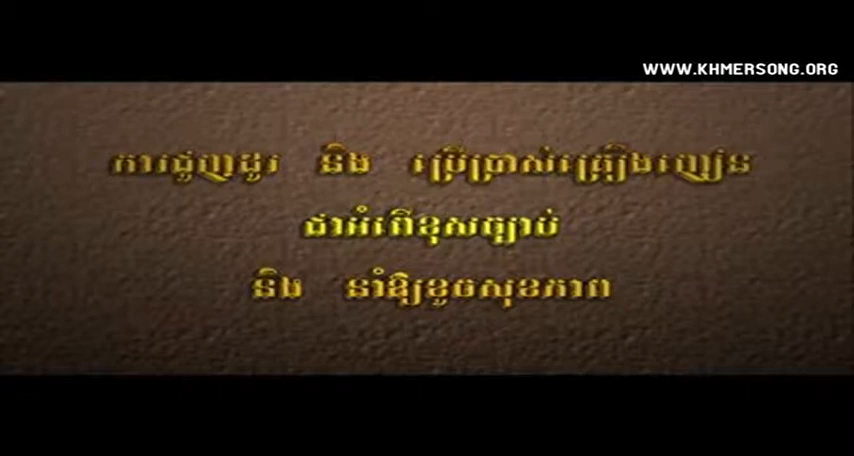 WWW.KHMERSONG.ORG
ការជួញដូរ និង ប្រើប្រាស់គ្រឿងញៀន
ជាអំពើខុសច្បាប់
និង នាំឱ្យខូចសុខភាព